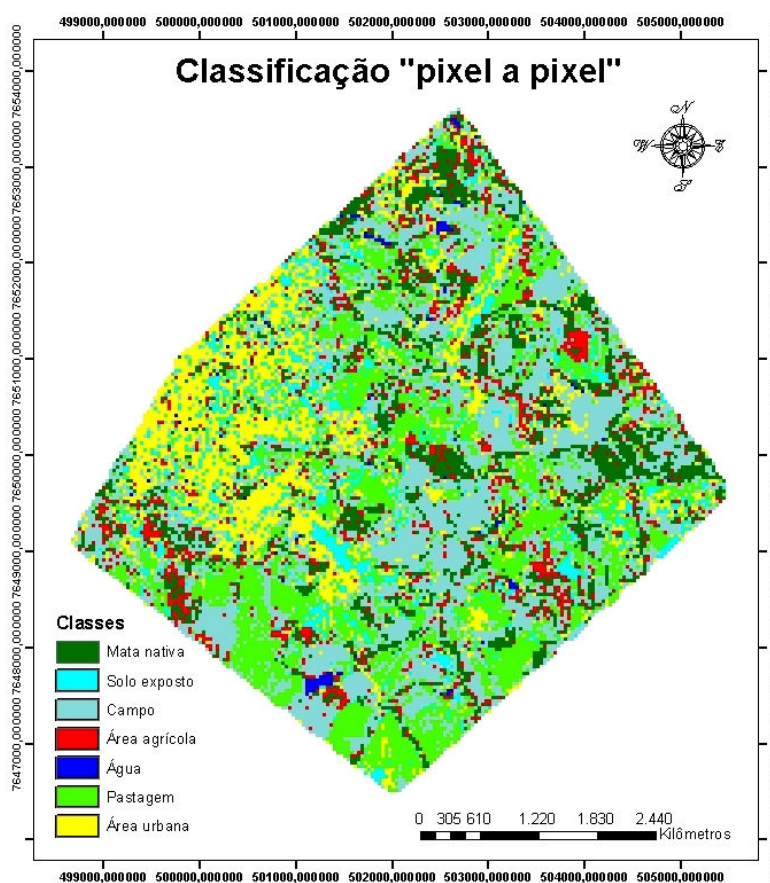 499000,000000 500000,000000 501000,000000 502000,000000 503000,000000 504000,000000 505000,000000
Classificação "pixel a pixel"
N
W E
S
7654000,000000
7653000,000000
7652000,000000
7651000,000000
7650000,000000
7649000,000000
7648000,000000
7647000,000000
Classes
Mata nativa
Solo exposto
Campo
Área agrícola
Água
Pastagem
Área urbana
0 305 610 1.220 1.830 2.440
Kilômetros
499000,000000 500000,000000 501000,000000 502000,000000 503000,000000 504000,000000 505000,000000